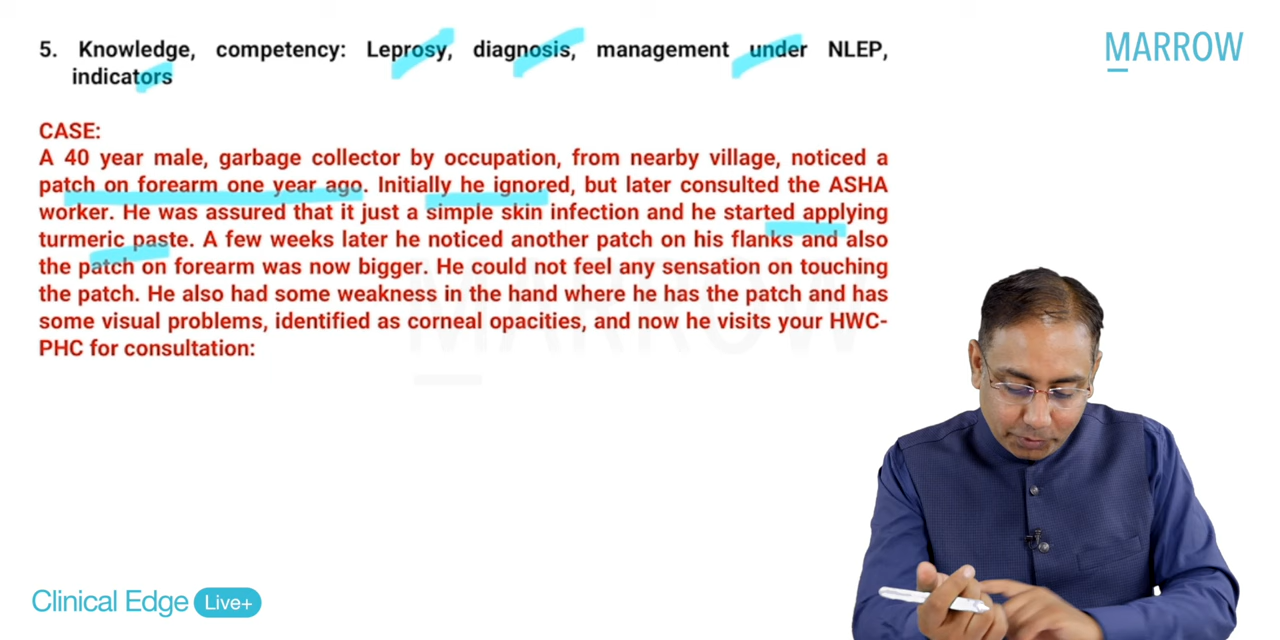 5. Knowledge, competency: Leprosy, diagnosis, management under NLEP,
indicators
MARROW
CASE:
A 40 year male, garbage collector by occupation, from nearby village, noticed a
patch on forearm one year ago. Initially he ignored, but later consulted the ASHA
worker. He was assured that it just a simple skin infection and he started applying
turmeric paste. A few weeks later he noticed another patch on his flanks and also
the patch on forearm was now bigger. He could not feel any sensation on touching
the patch. He also had some weakness in the hand where he has the patch and has
some visual problems, identified as corneal opacities, and now he visits your HWC-
PHC for consultation:
MARROW
Clinical Edge Live+